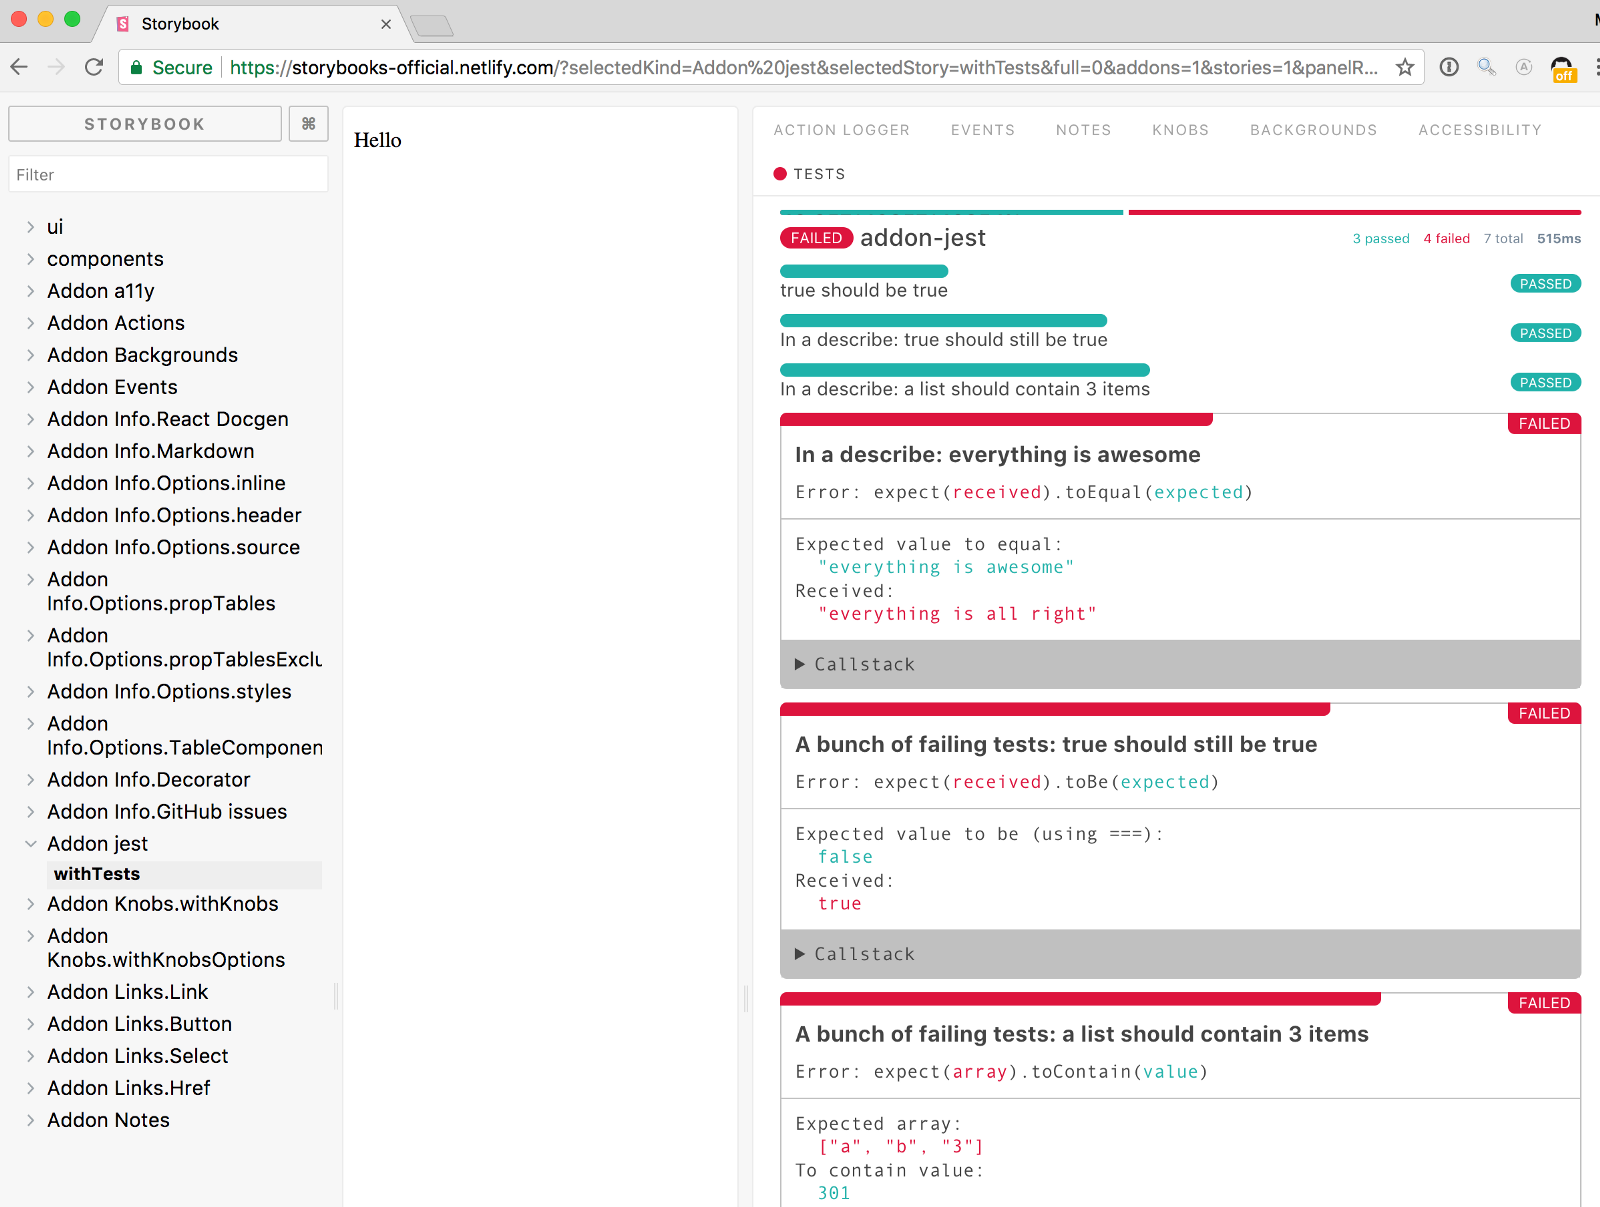 Storybook
Secure
https://storybooks-official.netlify.com/?selectedKind=Addon%20jest&selectedStory=withTests&full=0&addons=1&stories=1&panelR...
off
STORYBOOK
⌘
Filter
ui
components
Addon a11y
Addon Actions
Addon Backgrounds
Addon Events
Addon Info.React Docgen
Addon Info.Markdown
Addon Info.Options.inline
Addon Info.Options.header
Addon Info.Options.source
Addon
Info.Options.propTables
Addon
Info.Options.propTablesExclu
Addon Info.Options.styles
Addon
Info.Options.TableComponen
Addon Info.Decorator
Addon Info.GitHub issues
Addon jest
withTests
Addon Knobs.withKnobs
Addon
Knobs.withKnobsOptions
Addon Links.Link
Addon Links.Button
Addon Links.Select
Addon Links.Href
Addon Notes
Hello
ACTION LOGGER EVENTS NOTES KNOBS BACKGROUNDS ACCESSIBILITY
TESTS
FAILED addon-jest 3 passed 4 failed 7 total 515ms
true should be true PASSED
In a describe: true should still be true PASSED
In a describe: a list should contain 3 items PASSED
FAILED
In a describe: everything is awesome
Error: expect(received).toEqual(expected)
Expected value to equal:
"everything is awesome"
Received:
"everything is all right"
Callstack
FAILED
A bunch of failing tests: true should still be true
Error: expect(received).toBe(expected)
Expected value to be (using ===):
false
Received:
true
Callstack
FAILED
A bunch of failing tests: a list should contain 3 items
Error: expect(array).toContain(value)
Expected array:
["a", "b", "3"]
To contain value:
301